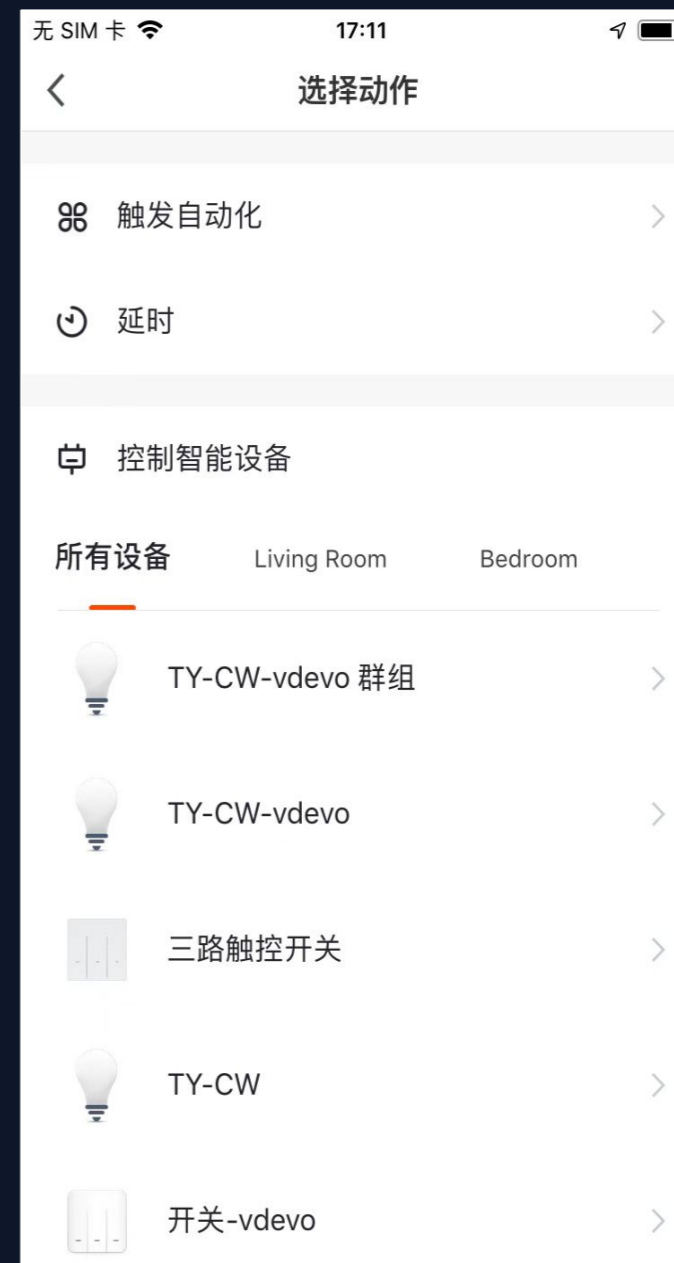 无 SIM 卡 17:11
选择动作
触发自动化
延时
控制智能设备
所有设备 Living Room Bedroom
TY-CW-vdevo 群组
TY-CW-vdevo
三路触控开关
TY-CW
开关-vdevo